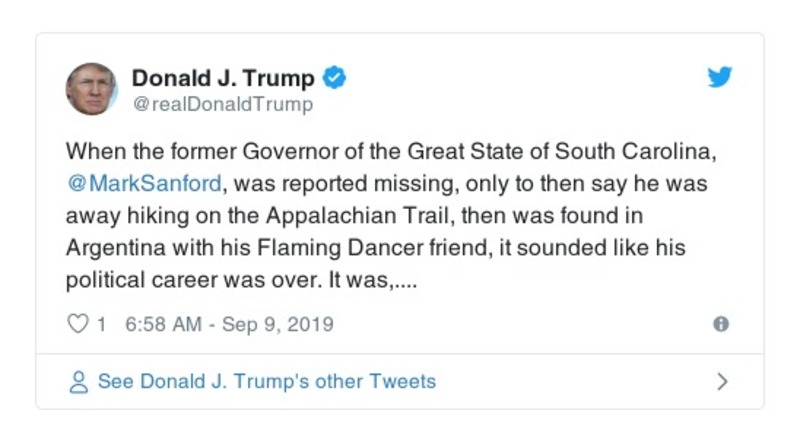 Donald J. Trump
@realDonaldTrump
When the former Governor of the Great State of South Carolina,
@MarkSanford, was reported missing, only to then say he was
away hiking on the Appalachian Trail, then was found in
Argentina with his Flaming Dancer friend, it sounded like his
political career was over. It was,....
1 6:58 AM - Sep 9, 2019
See Donald J. Trump's other Tweets